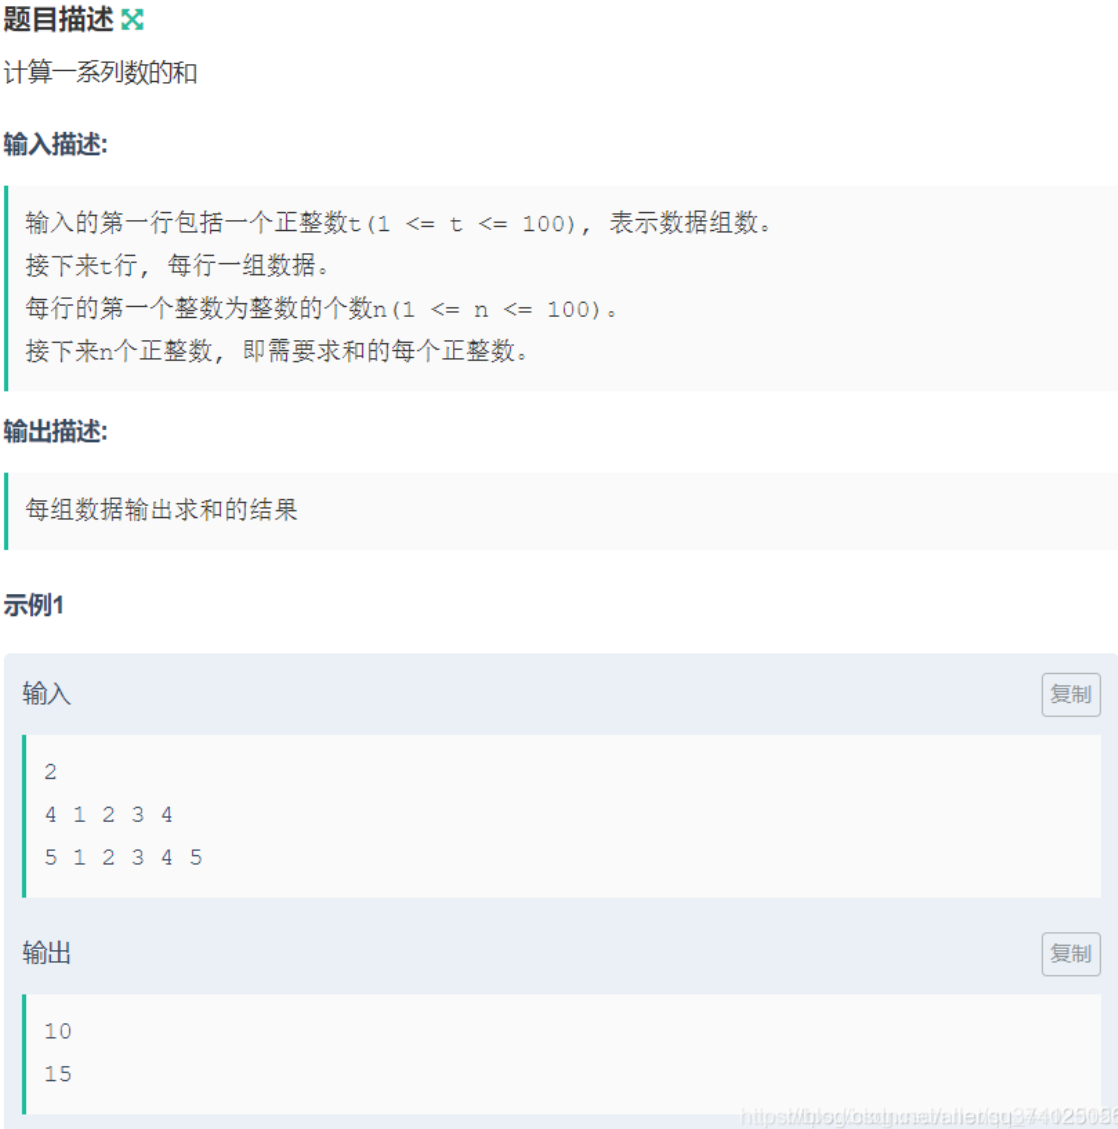 题目描述
计算一系列数的和
输入描述:
输入的第一行包括一个正整数t(1 <= t <= 100), 表示数据组数。
接下来t行, 每行一组数据。
每行的第一个整数为整数的个数n(1 <= n <= 100)。
接下来n个正整数, 即需要求和的每个正整数。
输出描述:
每组数据输出求和的结果
示例1
输入
复制
2
4 1 2 3 4
5 1 2 3 4 5
输出
复制
10
15